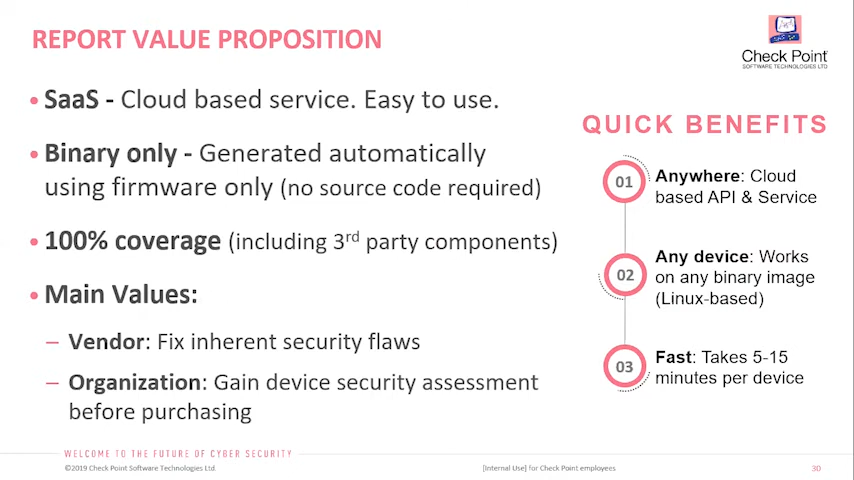 REPORT VALUE PROPOSITION
Check Point
SOFTWARE TECHNOLOGIES LTD
• SaaS - Cloud based service. Easy to use.
• Binary only - Generated automatically
using firmware only (no source code required)
• 100% coverage (including 3rd party components)
• Main Values:
– Vendor: Fix inherent security flaws
– Organization: Gain device security assessment
before purchasing
QUICK BENEFITS
01
Anywhere: Cloud
based API & Service
02
Any device: Works
on any binary image
(Linux-based)
03
Fast: Takes 5-15
minutes per device
WELCOME TO THE FUTURE OF CYBER SECURITY
©2019 Check Point Software Technologies Ltd.
[Internal Use] for Check Point employees
30